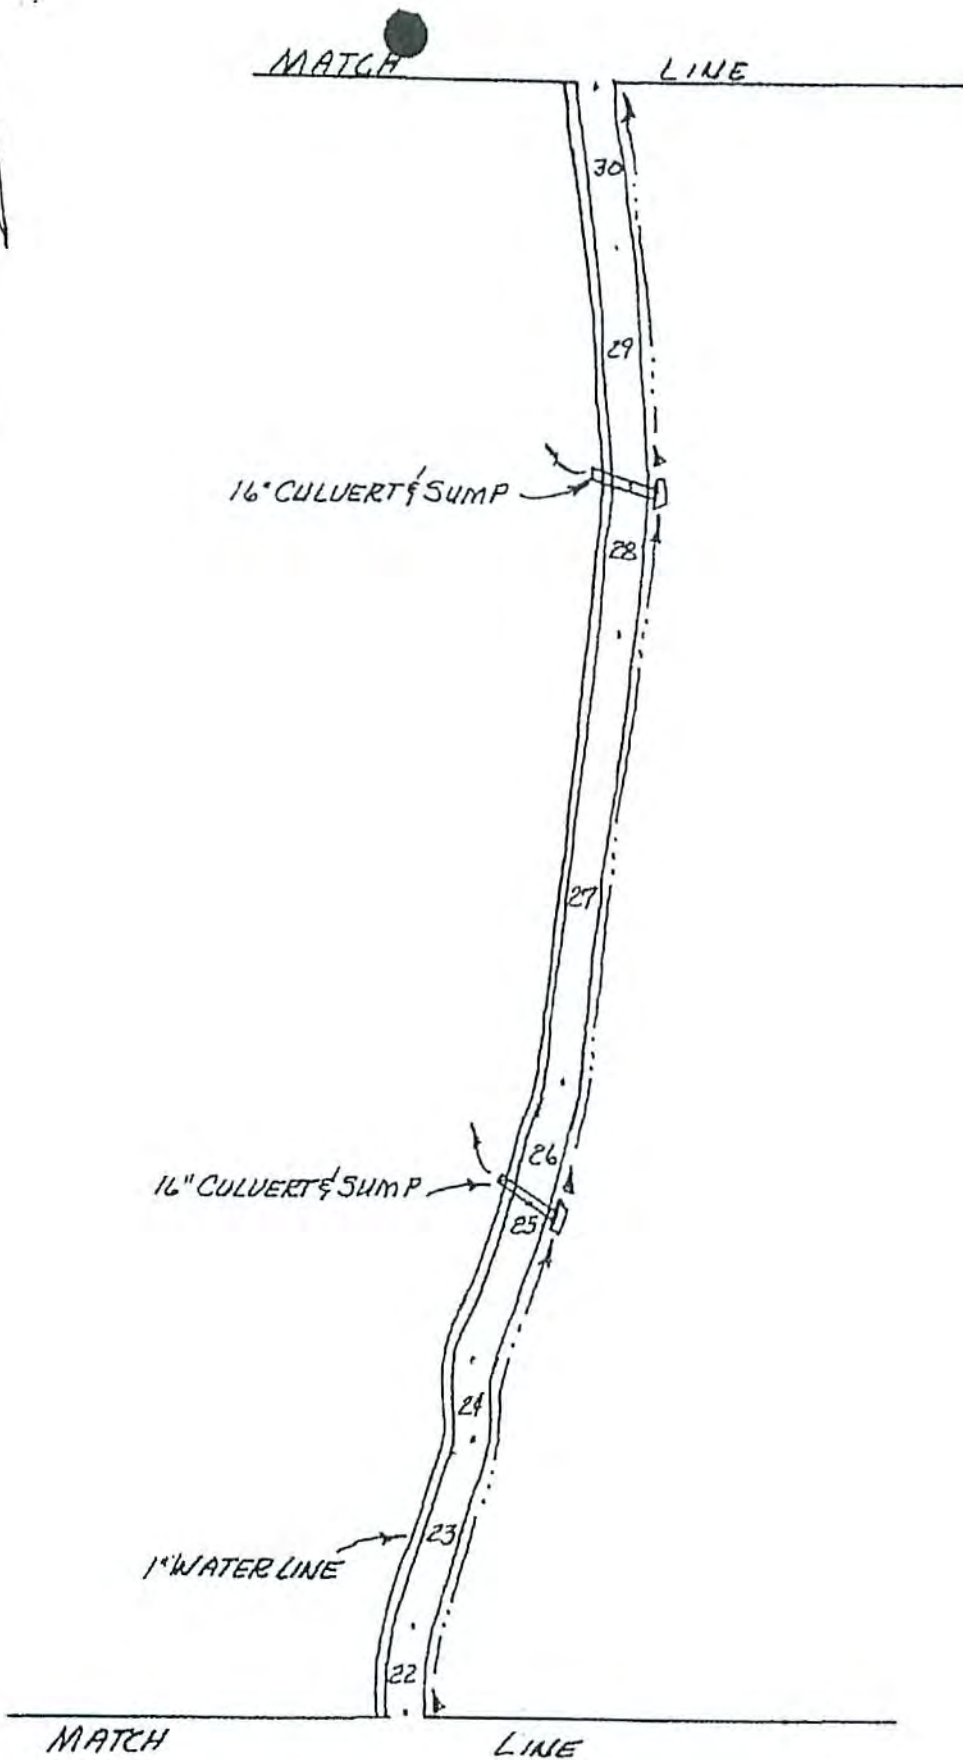 MATCH LINE
30
29
16" CULVERT & SUMP
28
27
26
16" CULVERT & SUMP
25
24
23
1" WATER LINE
22
MATCH LINE